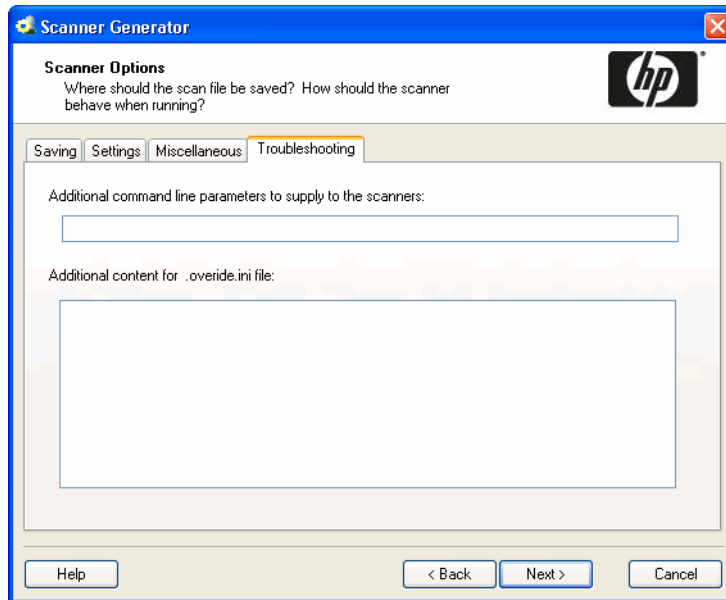 Scanner Generator
Scanner Options
Where should the scan file be saved? How should the scanner
behave when running?
hp
Saving Settings Miscellaneous Troubleshooting
Additional command line parameters to supply to the scanners:
Additional content for .overide.ini file:
Help < Back Next > Cancel